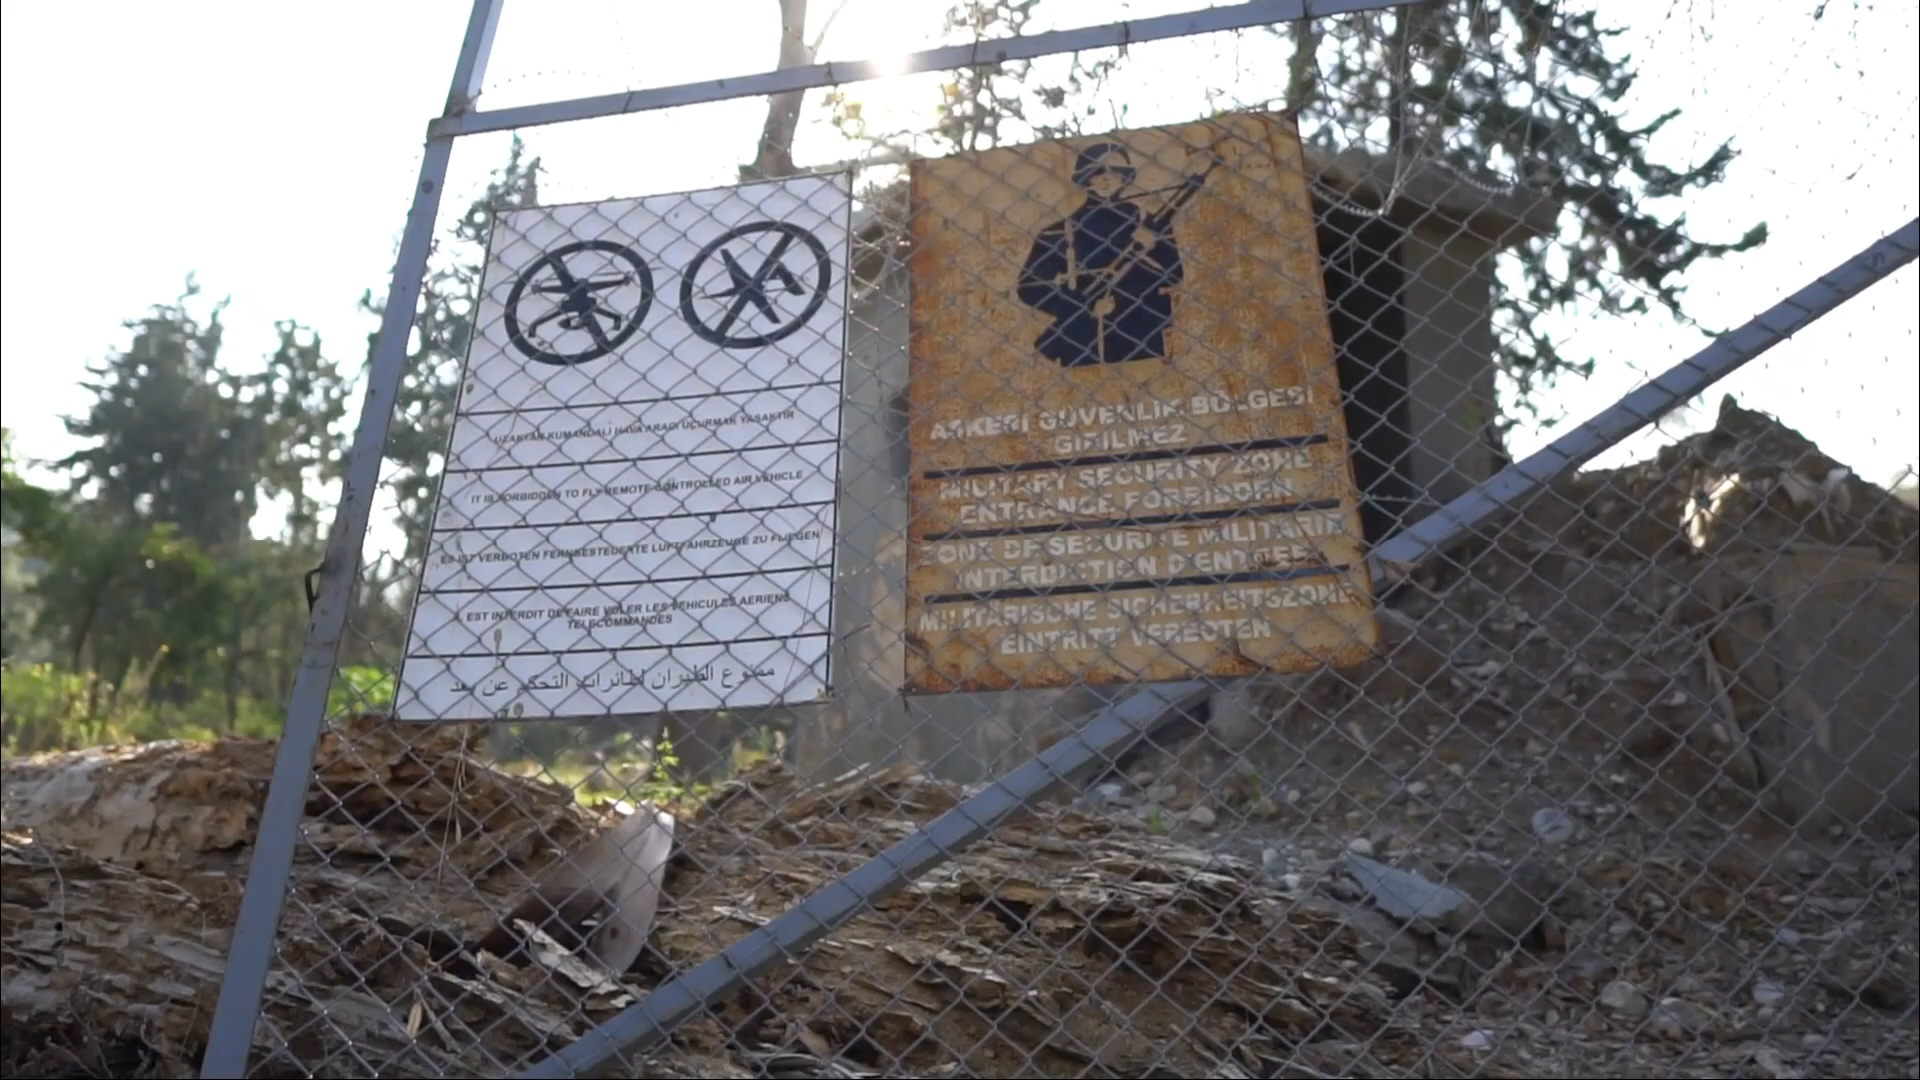 UZAKTAN KUMANDALI HAVA ARACI UÇURMAK YASAKTIR
IT IS FORBIDDEN TO FLY REMOTE CONTROLLED AIR VEHICLE
ES IST VERBOTEN FERNGESTEUERTE LUFTFAHRZEUGE ZU FLIEGEN
IL EST INTERDIT DE FAIRE VOLER LES VEHICULES AERIENS
TELECOMMANDES
ممنوع الطيران لطائرات التحكم عن بعد
ASKERİ GÜVENLİK BÖLGESİ
GİRİLMEZ
MILITARY SECURITY ZONE
ENTRANCE FORBIDDEN
ZONE DE SECURITE MILITARIE
INTERDICTION D'ENTREE
MILITARISCHE SICHERHEITSZONE
EINTRITT VERBOTEN